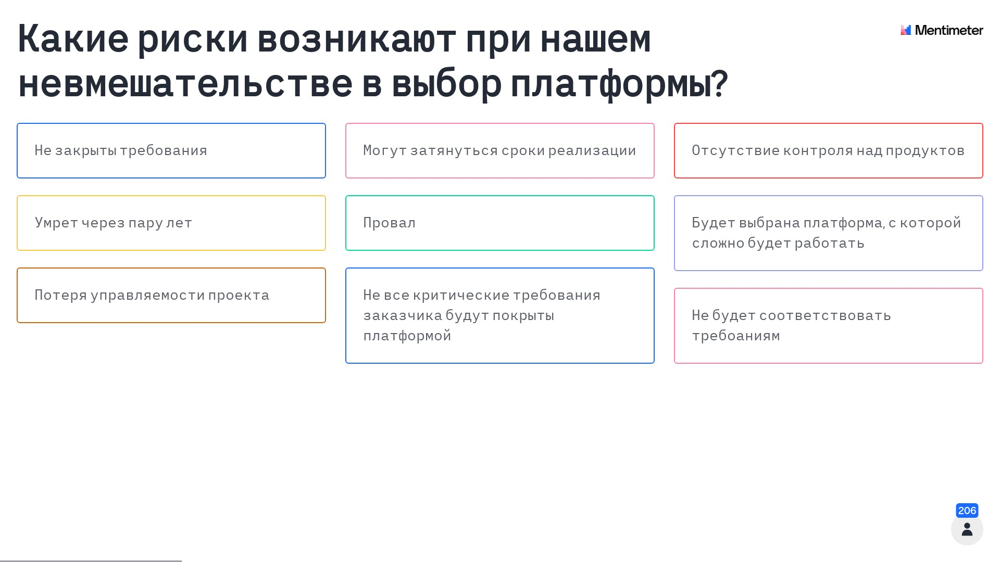 Какие риски возникают при нашем
невмешательстве в выбор платформы?
Mentimeter
Не закрыты требования
Могут затянуться сроки реализации
Отсутствие контроля над продуктов
Умрет через пару лет
Провал
Будет выбрана платформа, с которой
сложно будет работать
Потеря управляемости проекта
Не все критические требования
заказчика будут покрыты
платформой
Не будет соответствовать
требоаниям
206